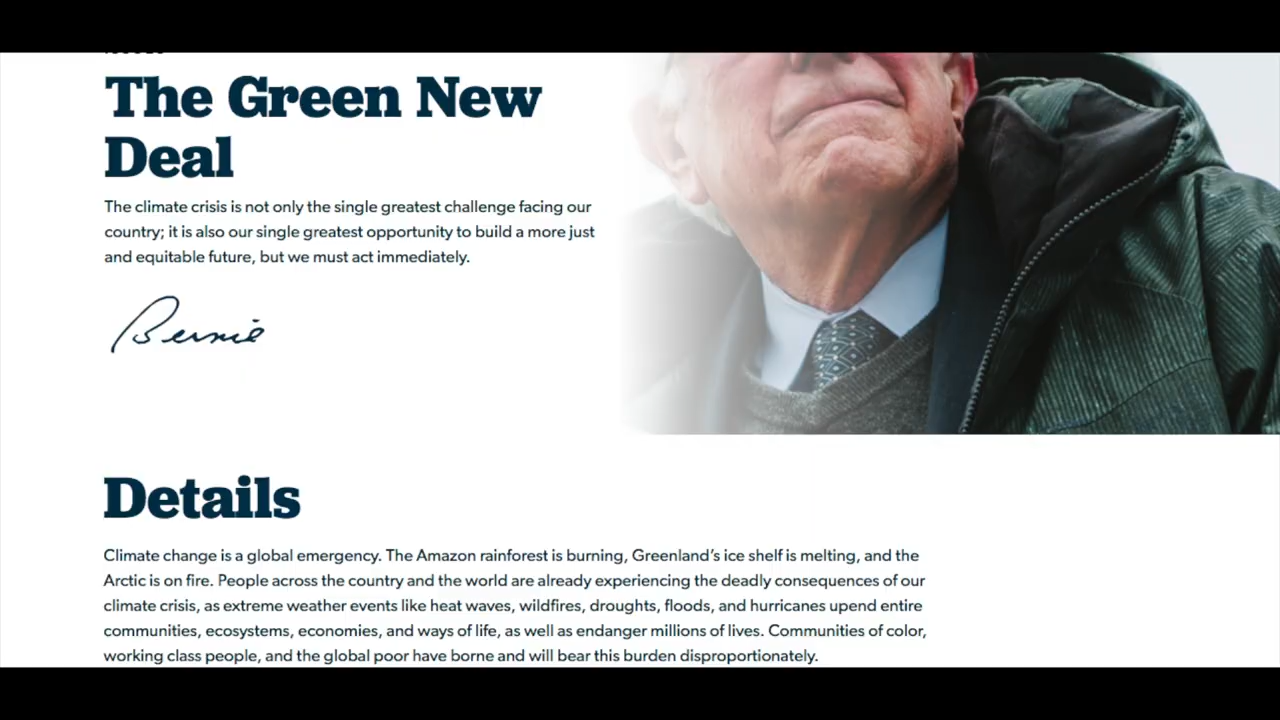 The Green New
Deal
The climate crisis is not only the single greatest challenge facing our
country; it is also our single greatest opportunity to build a more just
and equitable future, but we must act immediately.
Bernie
Details
Climate change is a global emergency. The Amazon rainforest is burning, Greenland’s ice shelf is melting, and the
Arctic is on fire. People across the country and the world are already experiencing the deadly consequences of our
climate crisis, as extreme weather events like heat waves, wildfires, droughts, floods, and hurricanes upend entire
communities, ecosystems, economies, and ways of life, as well as endanger millions of lives. Communities of color,
working class people, and the global poor have borne and will bear this burden disproportionately.